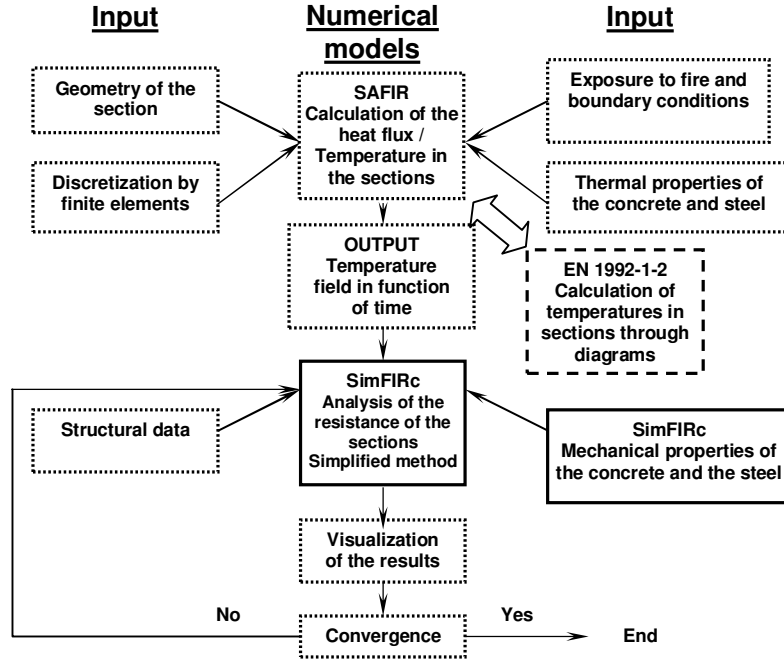 Input
Numerical
models
Input
Geometry of the
section
SAFIR
Calculation of the
heat flux /
Temperature in
the sections
Exposure to fire and
boundary conditions
Discretization by
finite elements
Thermal properties of
the concrete and steel
OUTPUT
Temperature
field in function
of time
EN 1992-1-2
Calculation of
temperatures in
sections through
diagrams
Structural data
SimFIRc
Analysis of the
resistance of the
sections
Simplified method
SimFIRc
Mechanical properties of
the concrete and the steel
Visualization
of the results
No
Convergence
Yes
End